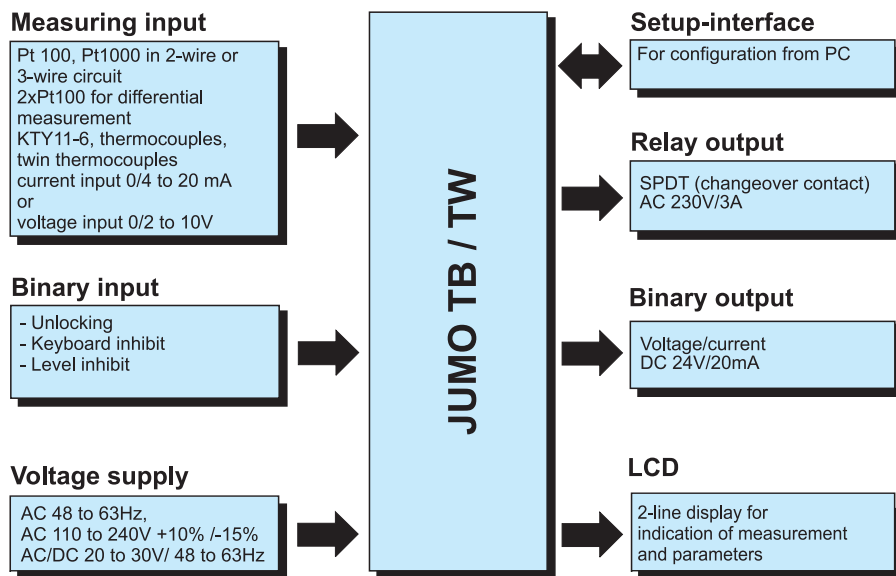 Measuring input
Pt 100, Pt1000 in 2-wire or
3-wire circuit
2xPt100 for differential
measurement
KTY11-6, thermocouples,
twin thermocouples
current input 0/4 to 20 mA
or
voltage input 0/2 to 10V
Binary input
- Unlocking
- Keyboard inhibit
- Level inhibit
Voltage supply
AC 48 to 63Hz,
AC 110 to 240V +10% /-15%
AC/DC 20 to 30V/ 48 to 63Hz
JUMO TB / TW
Setup-interface
For configuration from PC
Relay output
SPDT (changeover contact)
AC 230V/3A
Binary output
Voltage/current
DC 24V/20mA
LCD
2-line display for
indication of measurement
and parameters